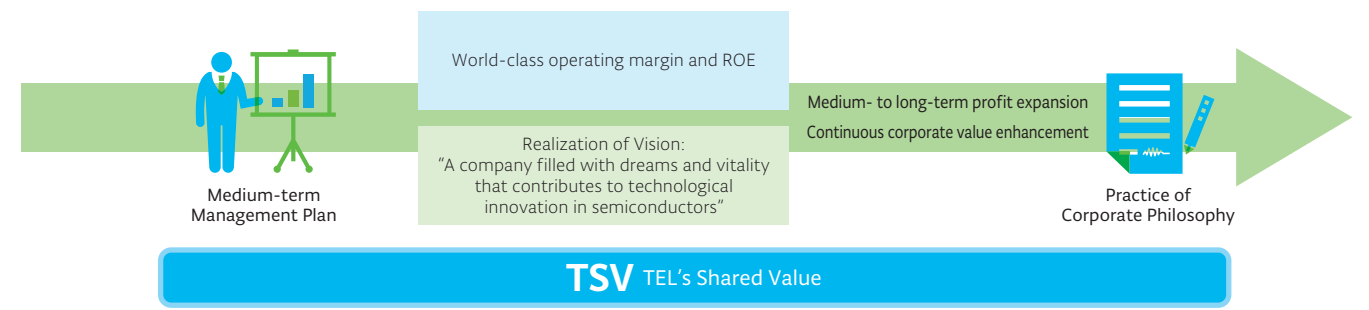 Medium-term
Management Plan
World-class operating margin and ROE
Realization of Vision:
“A company filled with dreams and vitality
that contributes to technological
innovation in semiconductors”
Medium- to long-term profit expansion
Continuous corporate value enhancement
Practice of
Corporate Philosophy
TSV TEL’s Shared Value